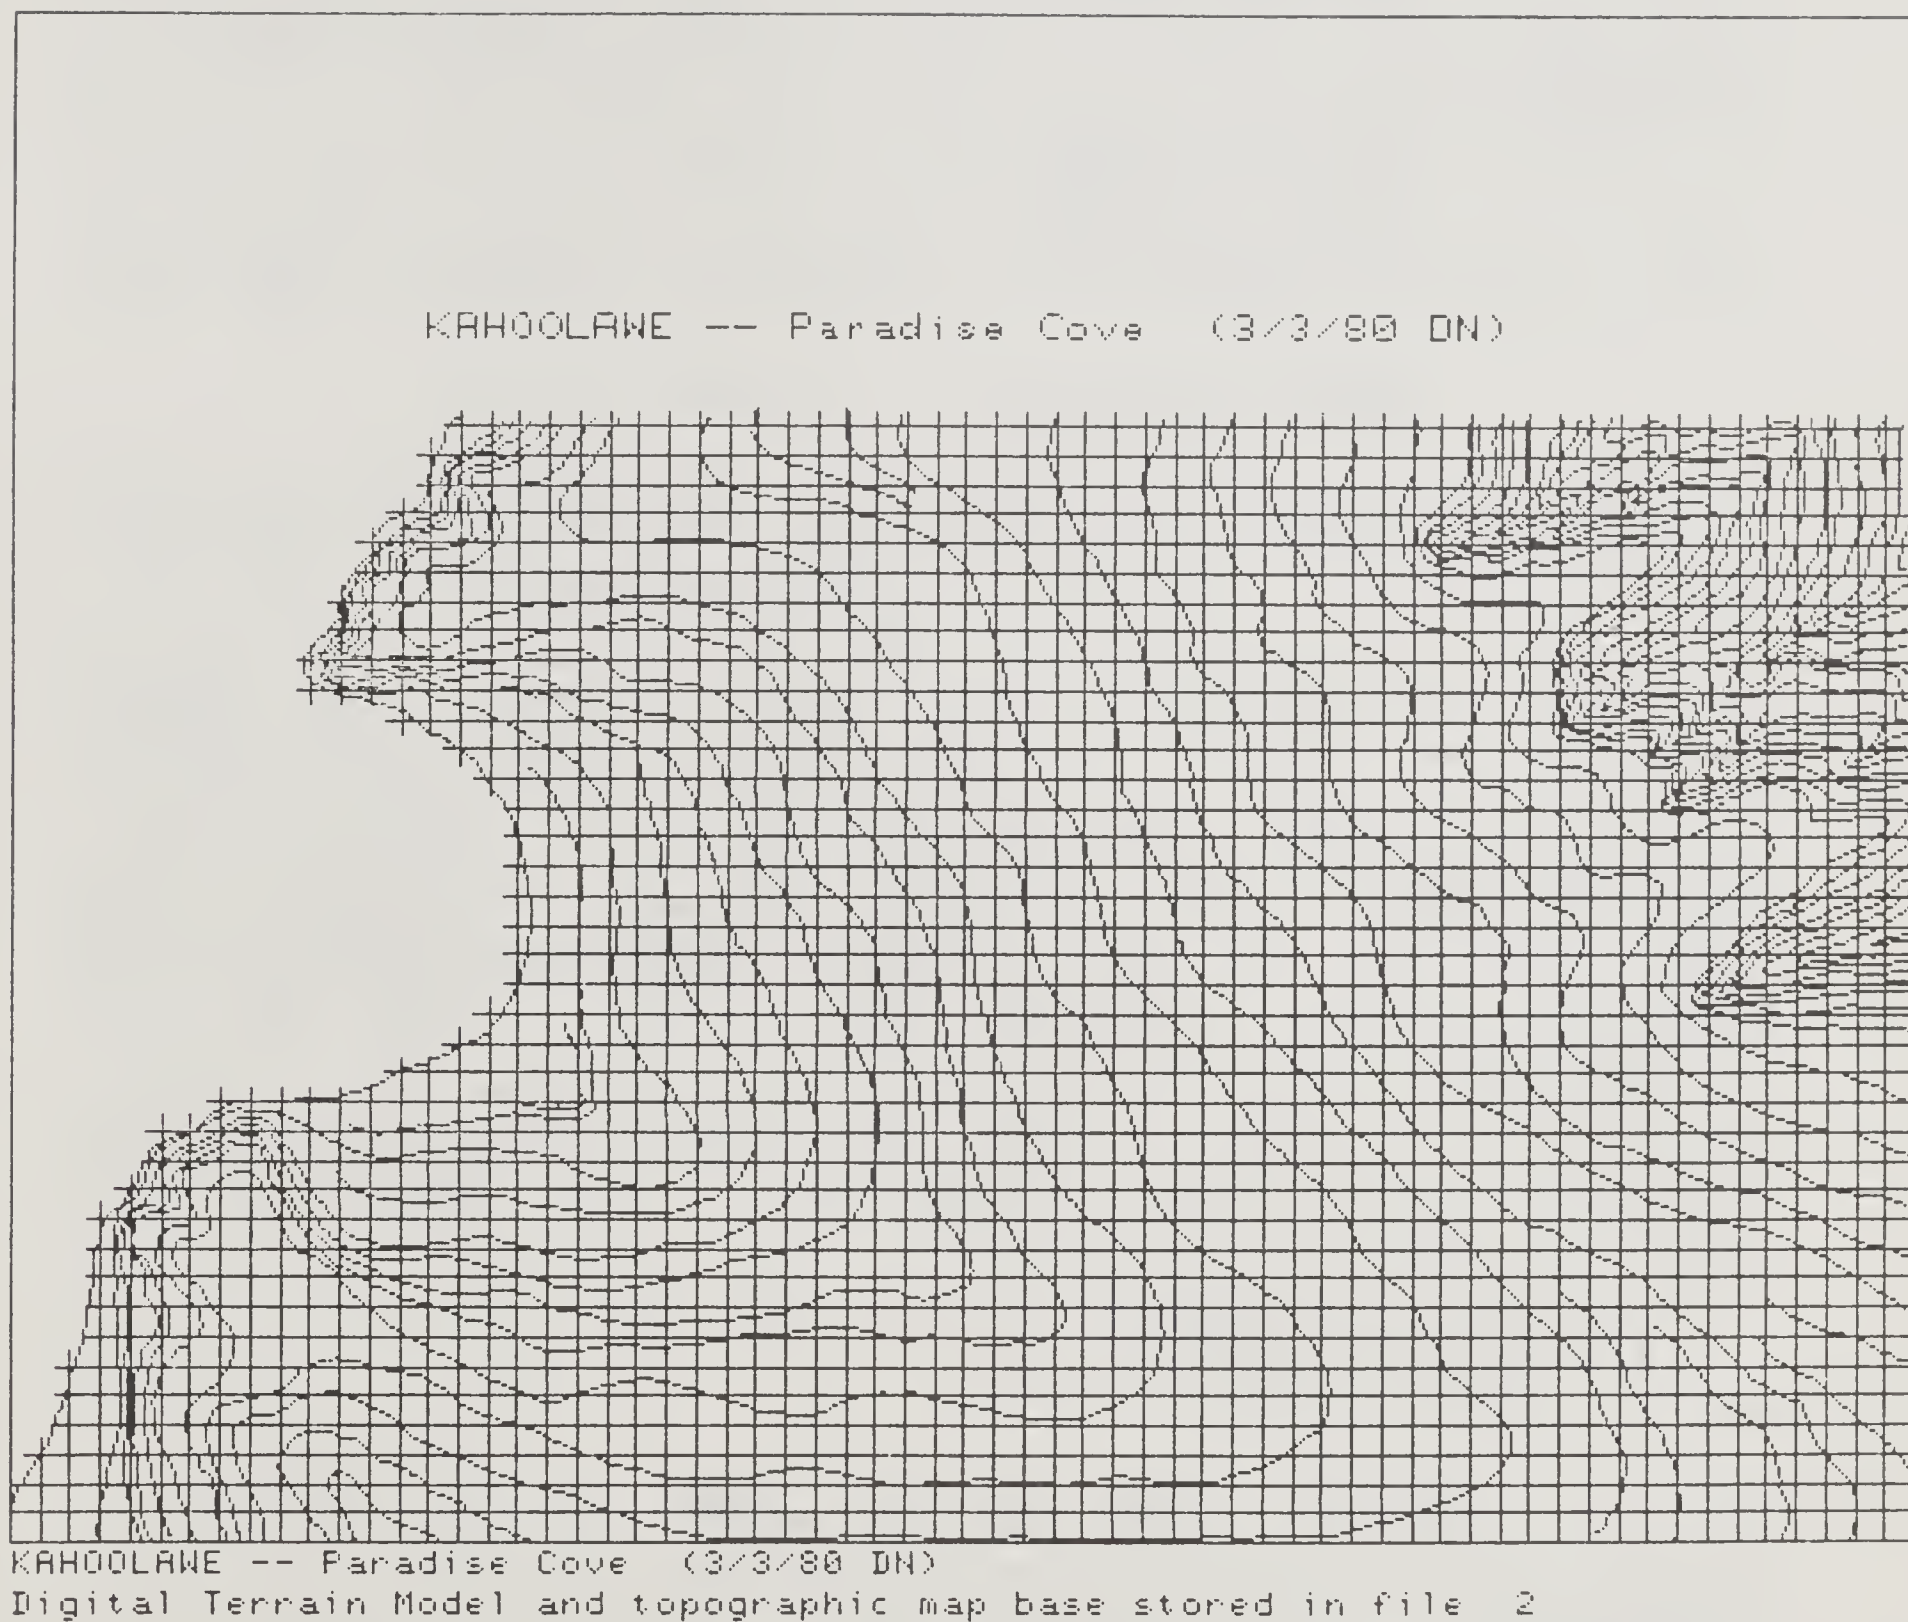 KAHOOLAWE -- Paradise Cove (3/3/80 DN)
KAHOOLAWE -- Paradise Cove (3/3/80 DN)
Digital Terrain Model and topographic map base stored in file 2